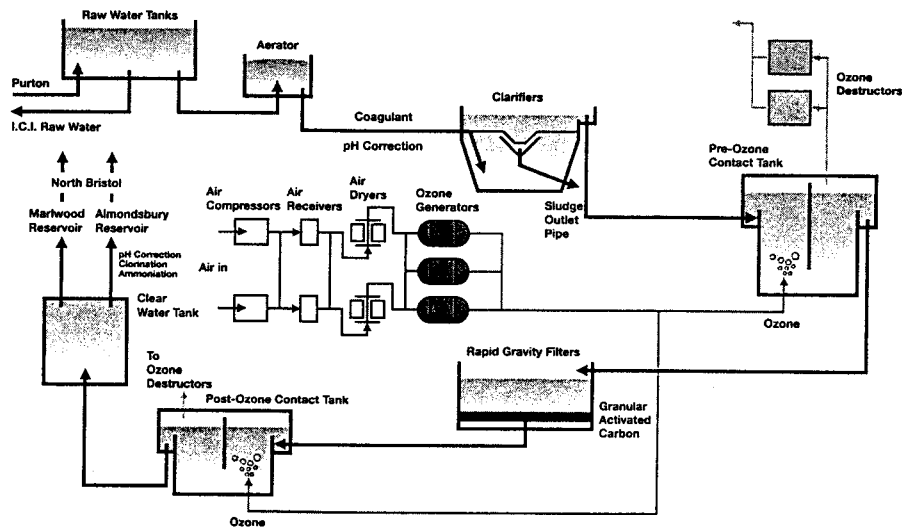 Raw Water Tanks
Aerator
Purton
I.C.I. Raw Water
Coagulant
pH Correction
Clarifiers
Sludge
Outlet
Pipe
Ozone
Destructors
Pre-Ozone
Contact Tank
Ozone
North Bristol
Marlwood
Reservoir
Almondsbury
Reservoir
pH Correction
Clorination
Ammoniation
Clear
Water Tank
Air
Compressors
Air
Receivers
Air
Dryers
Ozone
Generators
Air in
Rapid Gravity Filters
Granular
Activated
Carbon
To
Ozone
Destructors
Post-Ozone Contact Tank
Ozone